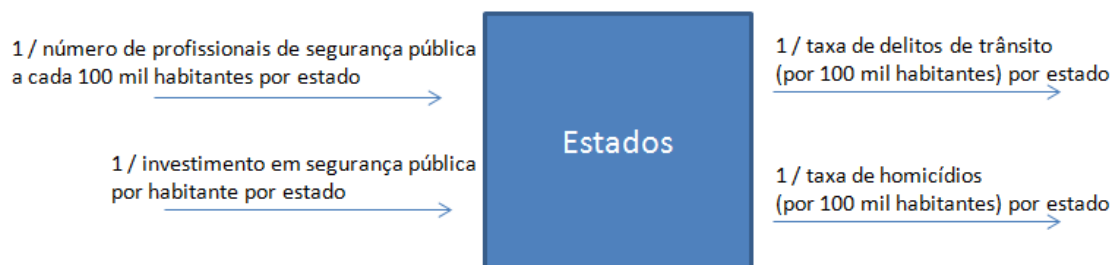 1 / número de profissionais de segurança pública
a cada 100 mil habitantes por estado
1 / investimento em segurança pública
por habitante por estado
Estados
1 / taxa de delitos de trânsito
(por 100 mil habitantes) por estado
1 / taxa de homicídios
(por 100 mil habitantes) por estado